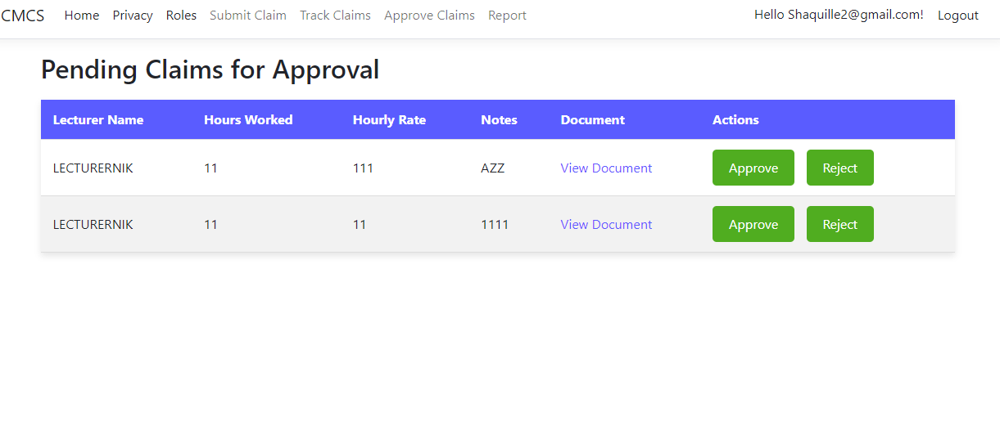 CMCS Home Privacy Roles Submit Claim Track Claims Approve Claims Report Hello Shaquille2@gmail.com! Logout
Pending Claims for Approval
Lecturer Name Hours Worked Hourly Rate Notes Document Actions
LECTURERNIK 11 111 AZZ View Document Approve Reject
LECTURERNIK 11 11 1111 View Document Approve Reject